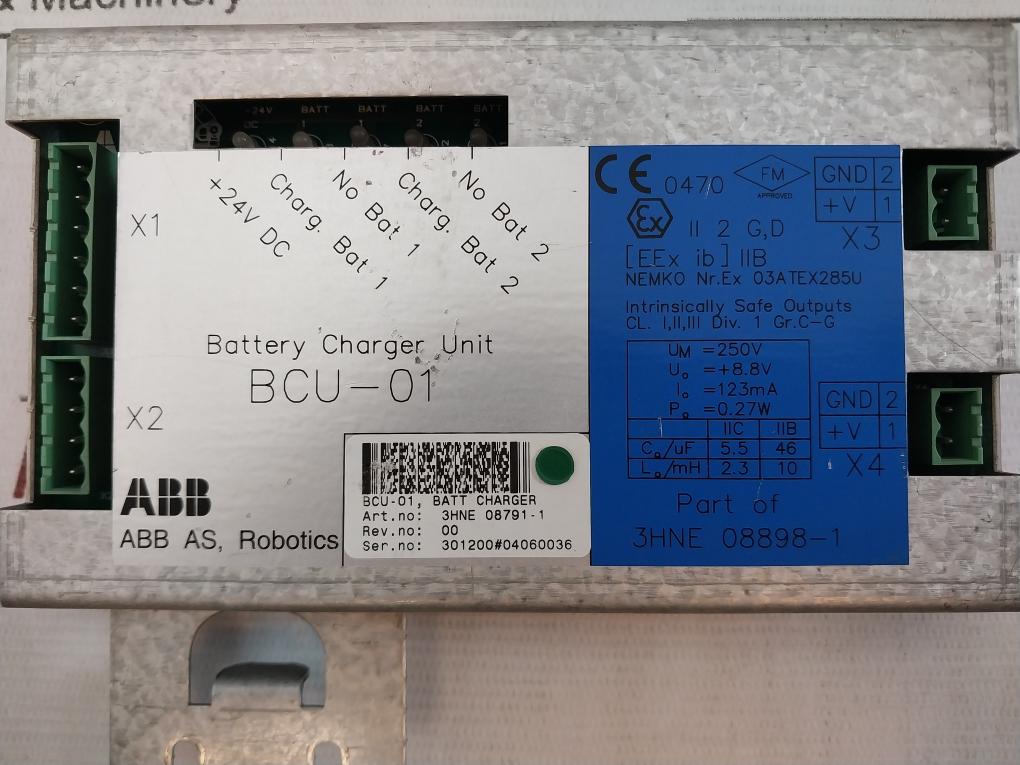 & Machinery
+24V DC
BATT 1
BATT 1
BATT 2
BATT 2
X1
+24V DC
Charg. Bat 1
No Bat 1
Charg. Bat 2
No Bat 2
Battery Charger Unit
BCU-01
X2
ABB
ABB AS, Robotics
BCU-01, BATT CHARGER
Art.no: 3HNE 08791-1
Rev.no: 00
Ser.no: 301200#04060036
CE 0470
FM
APPROVED
GND 2
+V 1
X3
Ex II 2 G,D
[EEx ib] IIB
NEMKO Nr.Ex 03ATEX285U
Intrinsically Safe Outputs
CL. I,II,III Div. 1 Gr.C-G
UM =250V
Uo =+8.8V
Io =123mA
Po =0.27W
IIC IIB
Co/uF 5.5 46
Lo/mH 2.3 10
GND 2
+V 1
X4
Part of
3HNE 08898-1